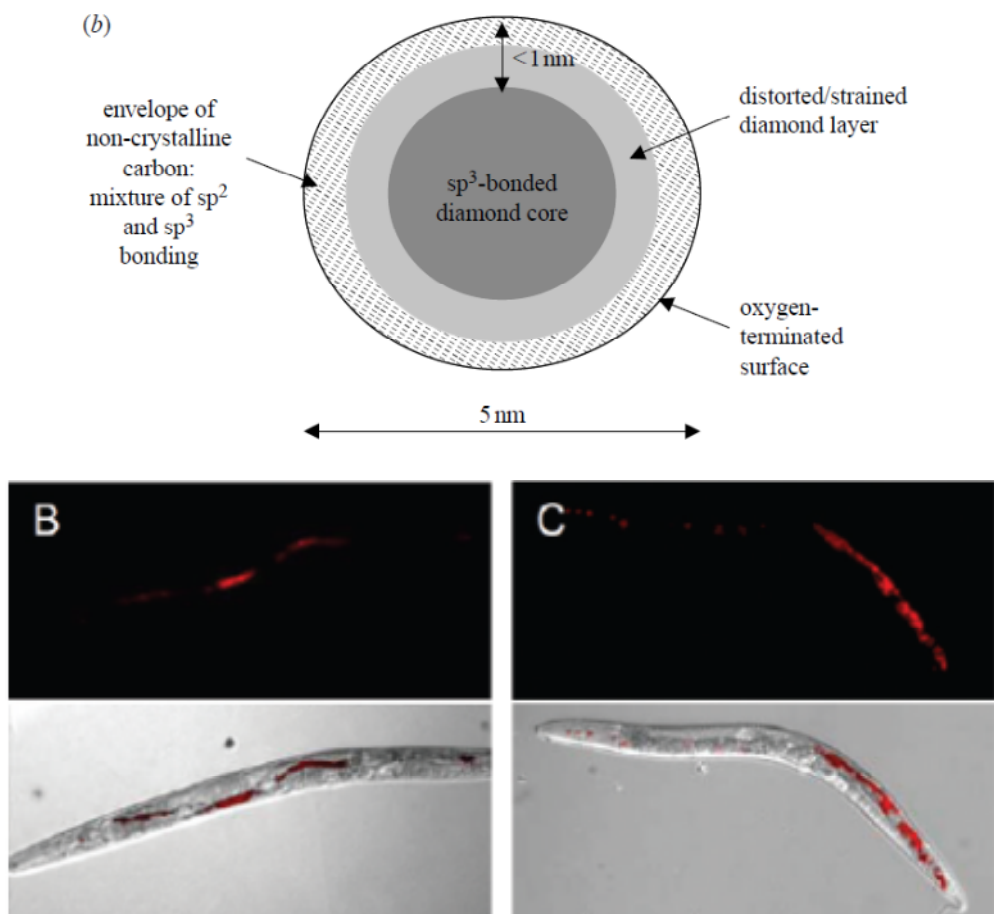 (b)
<1 nm
envelope of
non-crystalline
carbon:
mixture of sp2
and sp3
bonding
distorted/strained
diamond layer
sp3-bonded
diamond core
oxygen-
terminated
surface
5 nm
B
C